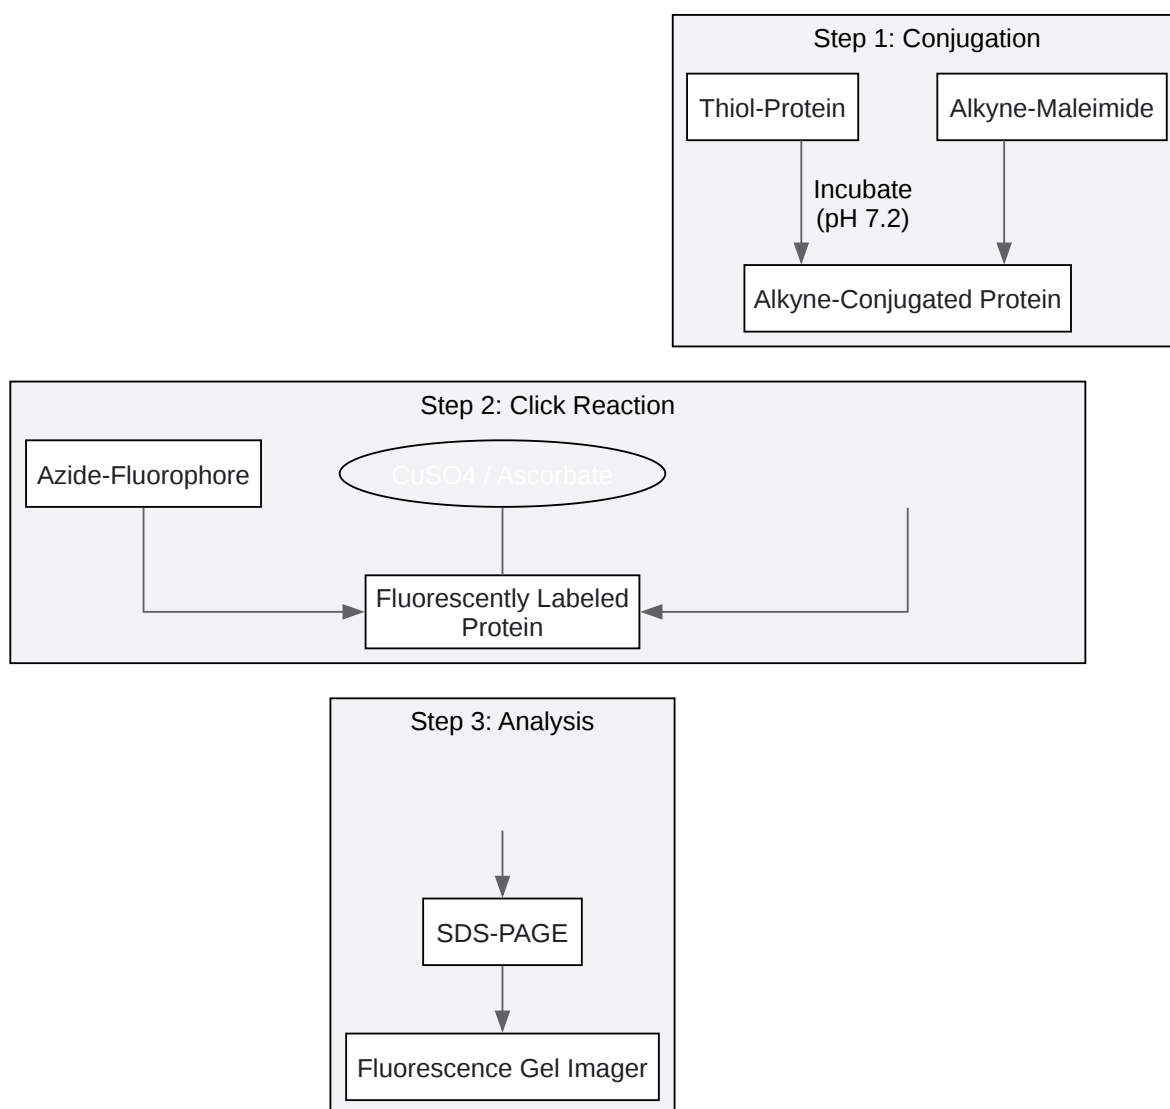 Step 1: Conjugation
Thiol-Protein
Alkyne-Maleimide
Incubate
(pH 7.2)
Alkyne-Conjugated Protein
Step 2: Click Reaction
Azide-Fluorophore
CuSO4 / Ascorbate
Fluorescently Labeled
Protein
Step 3: Analysis
SDS-PAGE
Fluorescence Gel Imager